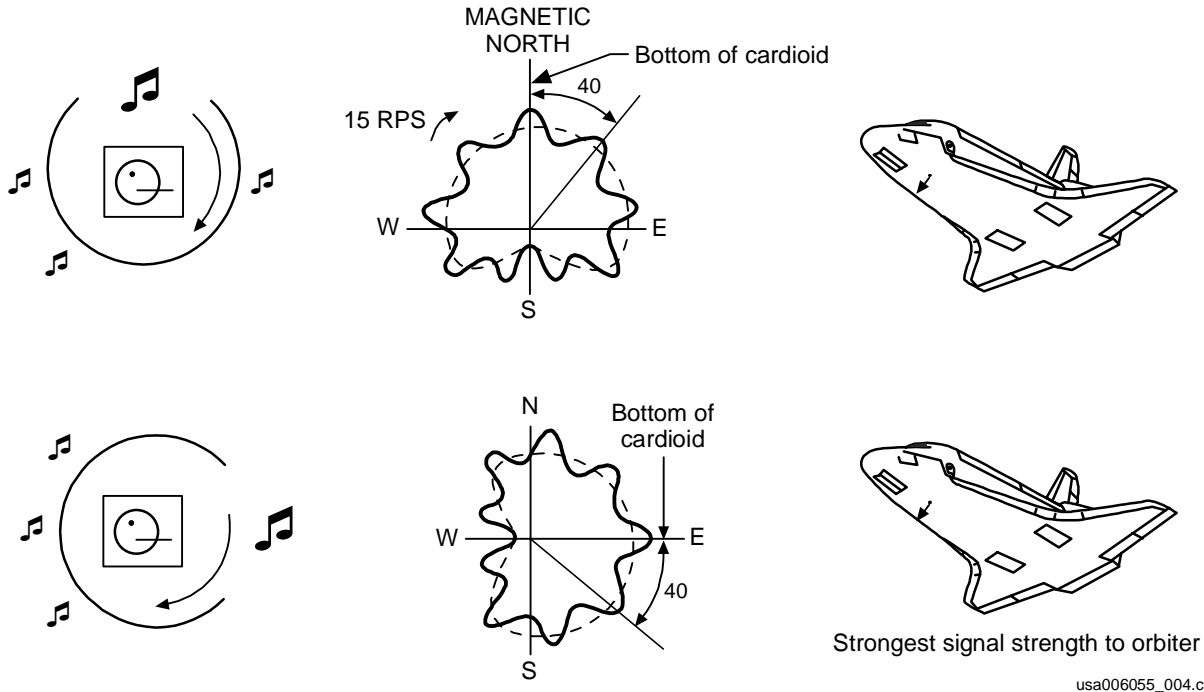 MAGNETIC
NORTH
Bottom of cardioid
40
15 RPS
W
E
S
N
Bottom of
cardioid
W
E
40
S
Strongest signal strength to orbiter
usa006055_004.c